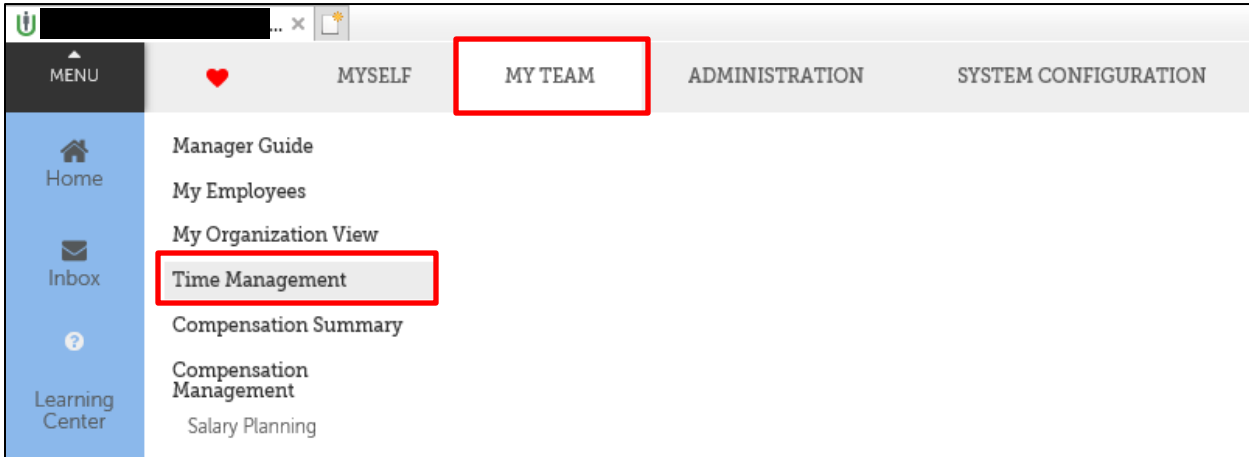 ...
MENU
MYSELF
MY TEAM
ADMINISTRATION
SYSTEM CONFIGURATION
Home
Inbox
?
Learning
Center
Manager Guide
My Employees
My Organization View
Time Management
Compensation Summary
Compensation
Management
Salary Planning